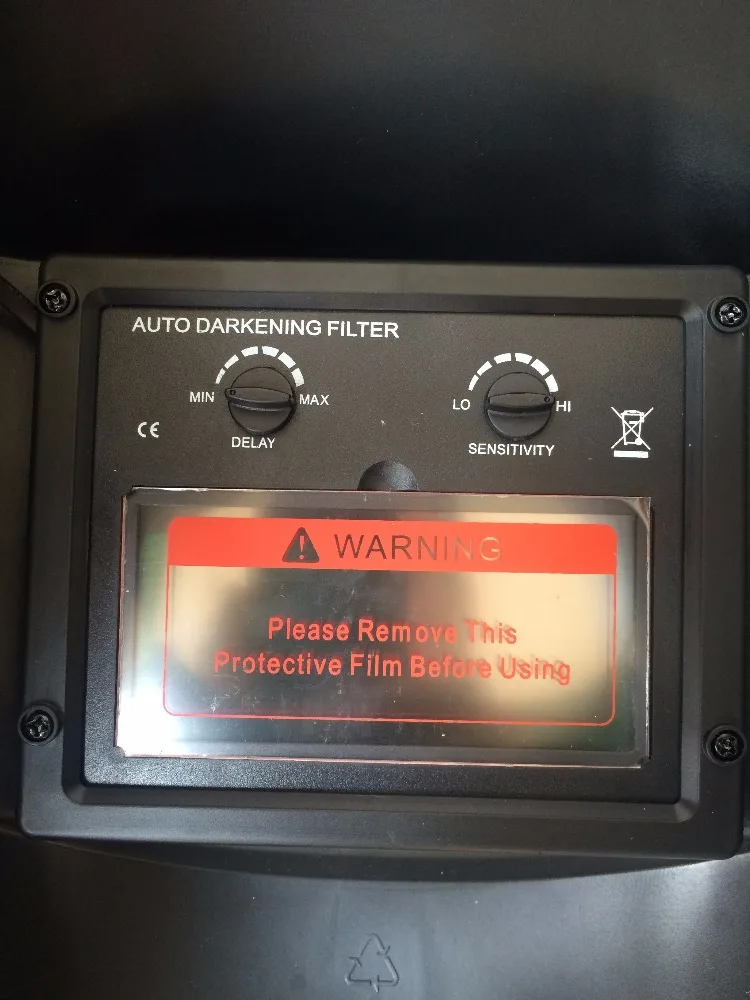 AUTO DARKENING FILTER
MIN MAX
DELAY
LO HI
SENSITIVITY
CE
WARNING
Please Remove This
Protective Film Before Using